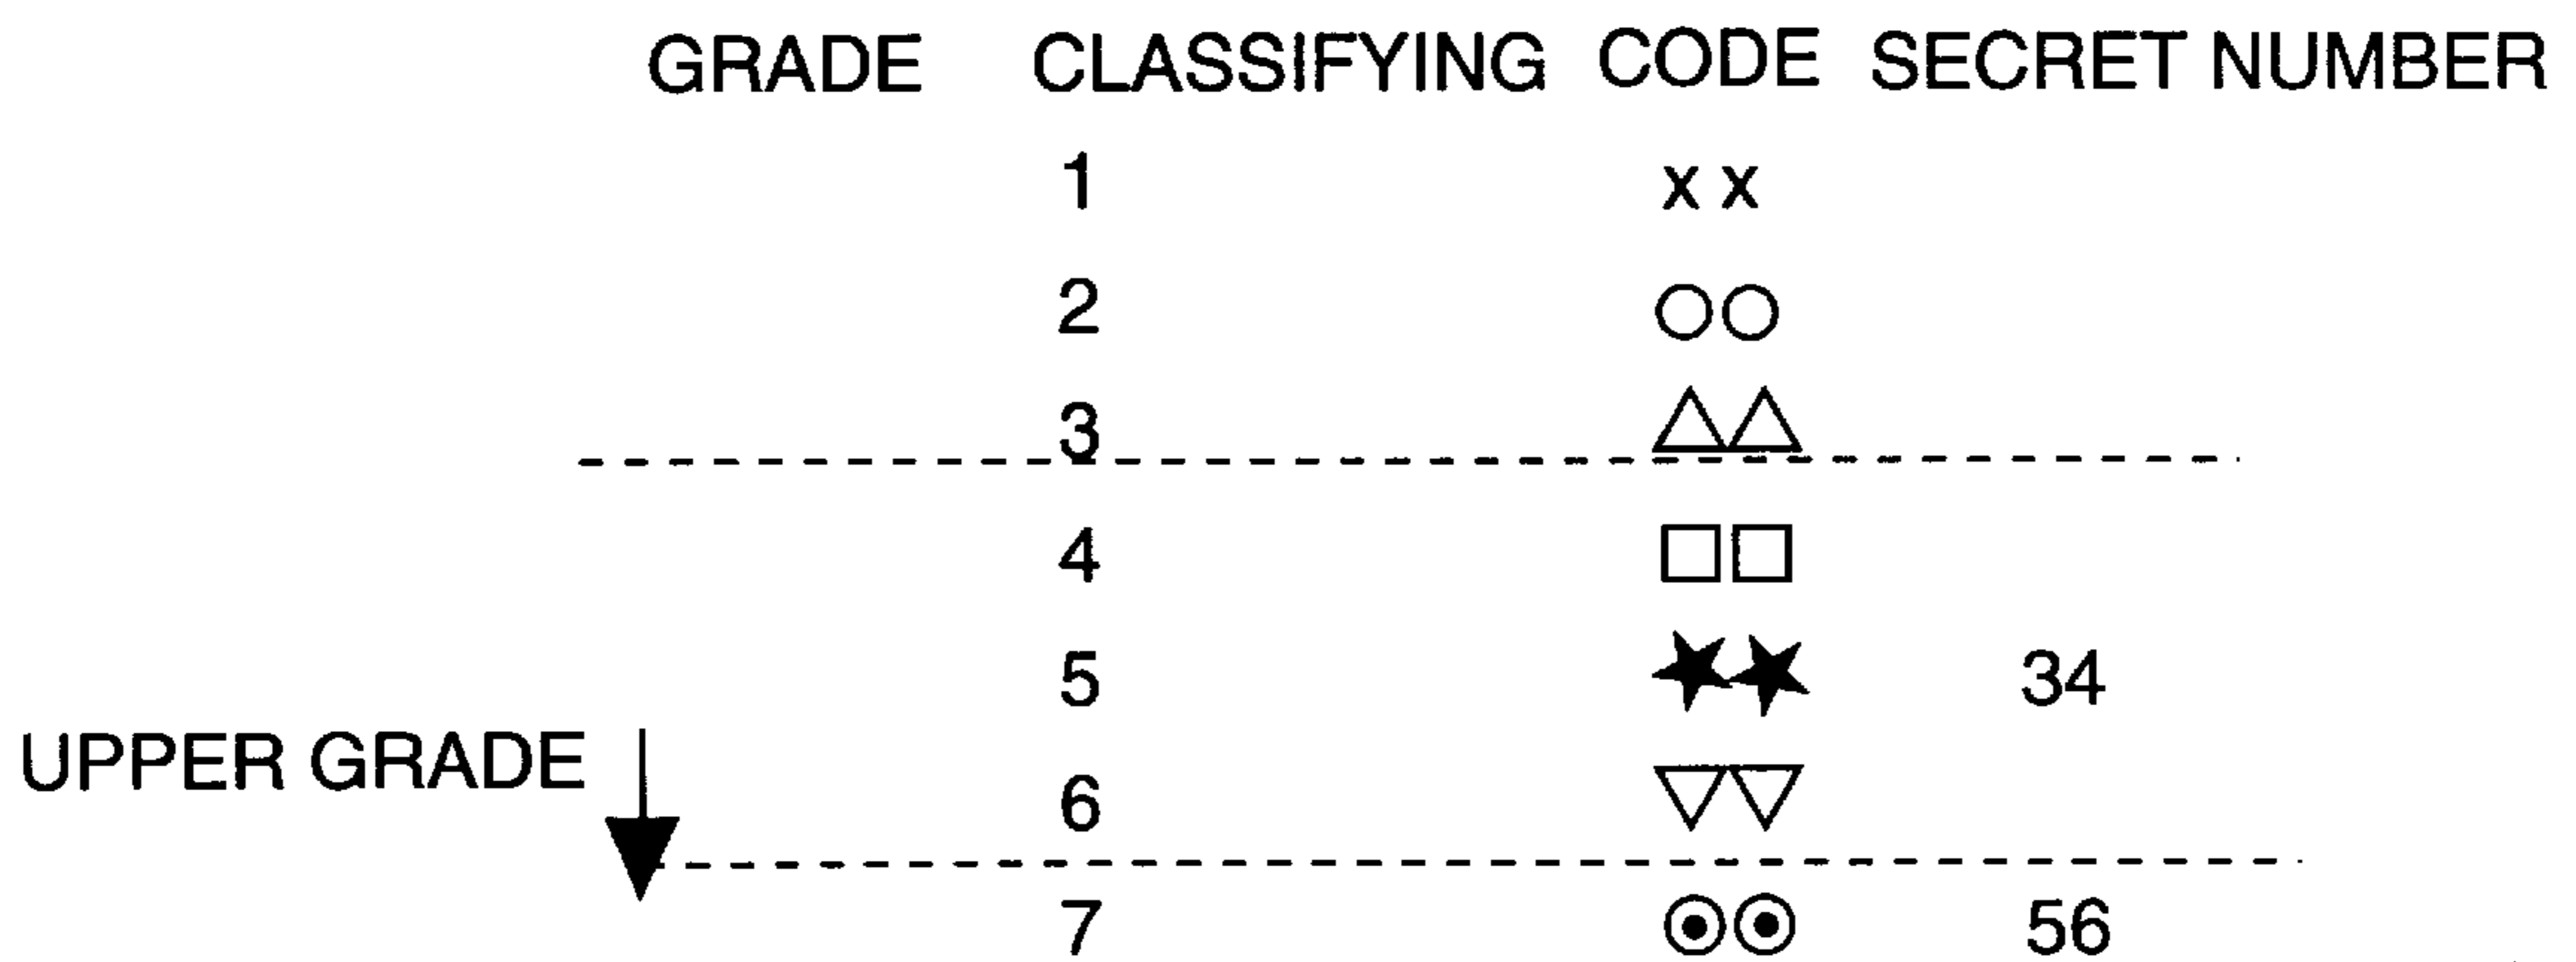 GRADE CLASSIFYING CODE SECRET NUMBER
1 x x
2 ○○
3 △△
4 □□
5 ★★ 34
UPPER GRADE
6 ▽▽
7 ◉◉ 56